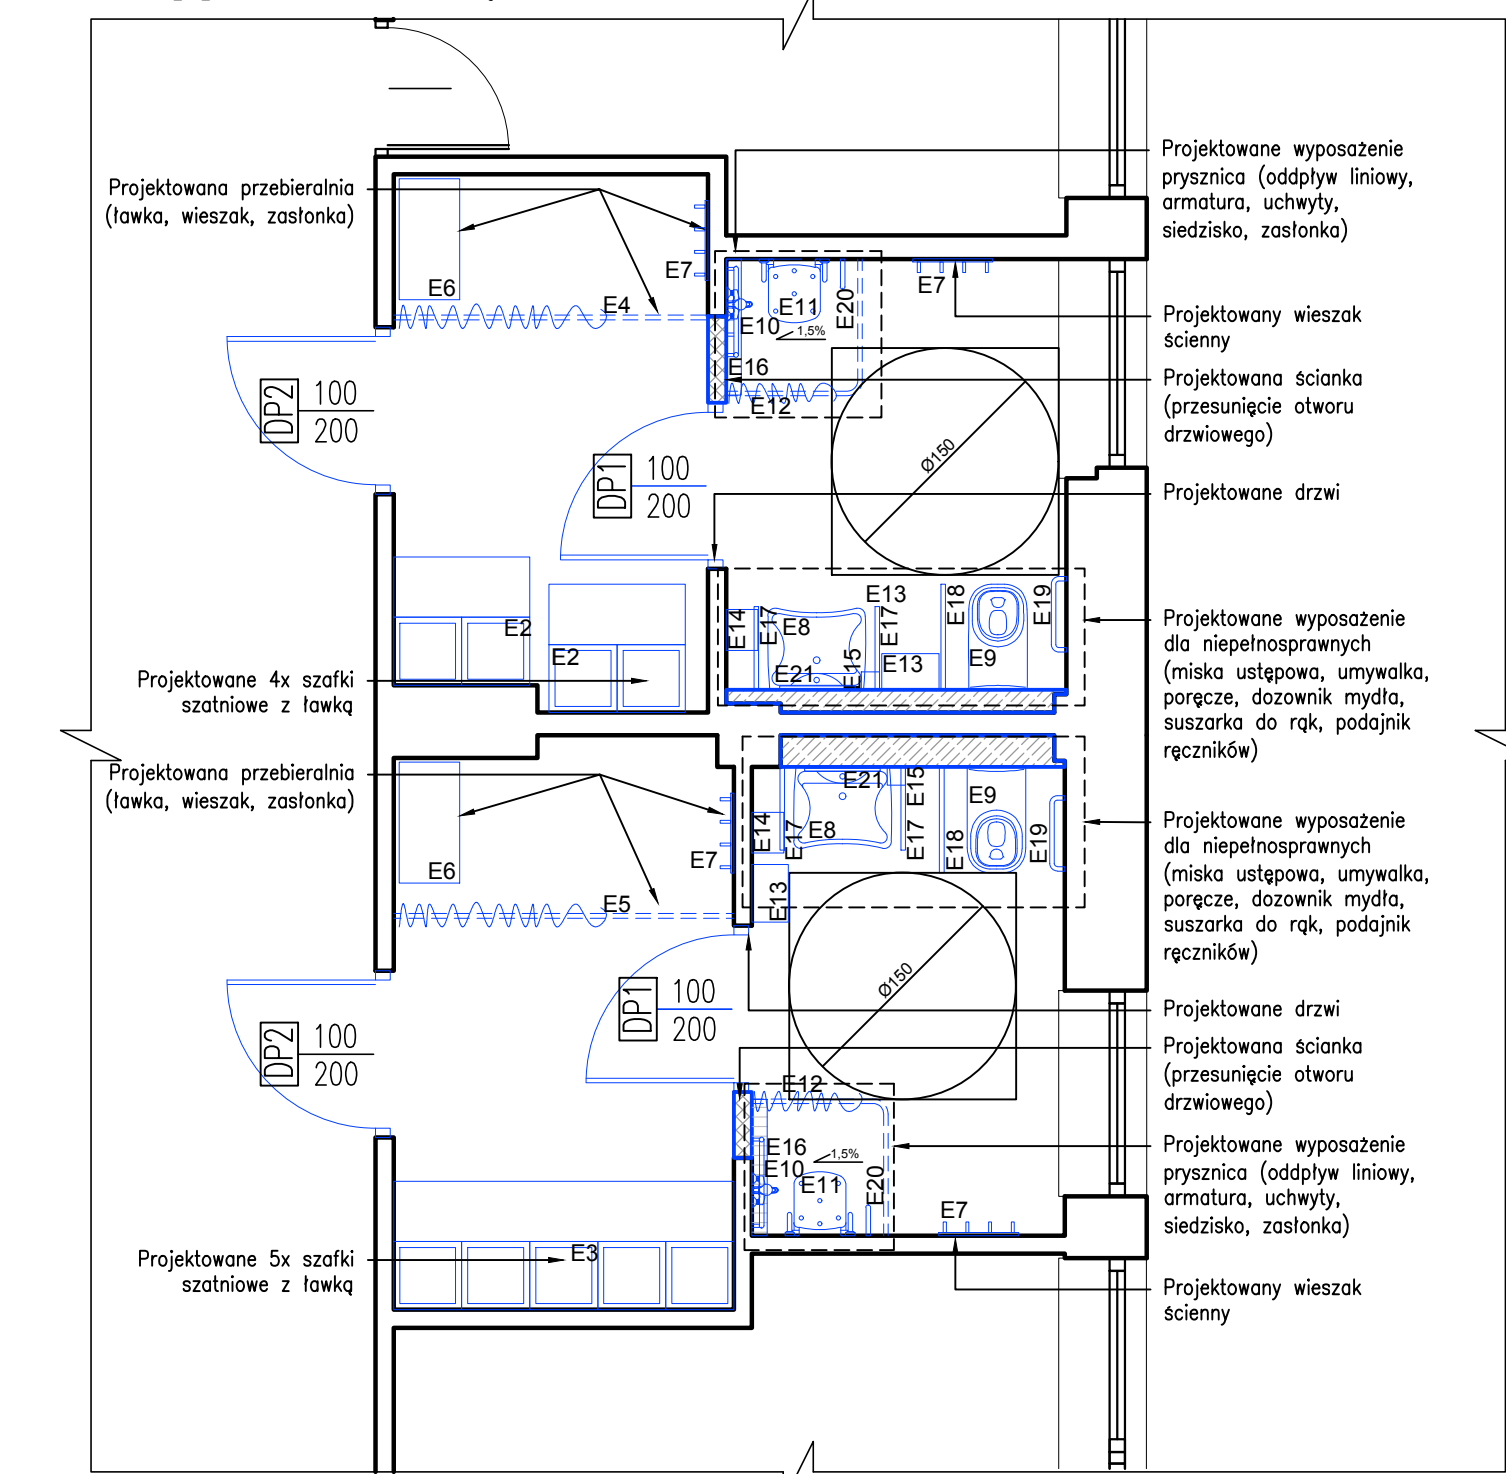 Projektowane wyposażenie
prysznica (oddpływ liniowy,
armatura, uchwyty,
siedzisko, zasłonka)
Projektowana przebieralnia
(ławka, wieszak, zasłonka)
E7
E7
E6
E4
E11
E20
E10
1,5%
Projektowany wieszak
ścienny
E16
E12
Projektowana ścianka
(przesunięcie otworu
drzwiowego)
DP2
100
200
Ø150
DP1
100
200
Projektowane drzwi
E2
E2
E14
E17
E8
E13
E17
E18
E19
E15
E13
E9
E21
Projektowane wyposażenie
dla niepełnosprawnych
(miska ustępowa, umywalka,
poręcze, dozownik mydła,
suszarka do rąk, podajnik
ręczników)
Projektowane 4x szafki
szatniowe z ławką
Projektowana przebieralnia
(ławka, wieszak, zasłonka)
E21
E15
E9
E14
E17
E8
E17
E18
E19
E7
E6
E13
E5
Projektowane wyposażenie
dla niepełnosprawnych
(miska ustępowa, umywalka,
poręcze, dozownik mydła,
suszarka do rąk, podajnik
ręczników)
Ø150
DP1
100
200
Projektowane drzwi
DP2
100
200
Projektowana ścianka
(przesunięcie otworu
drzwiowego)
E12
E16
1,5%
E10
E11
E20
E7
Projektowane wyposażenie
prysznica (oddpływ liniowy,
armatura, uchwyty,
siedzisko, zasłonka)
Projektowane 5x szafki
szatniowe z ławką
E3
Projektowany wieszak
ścienny